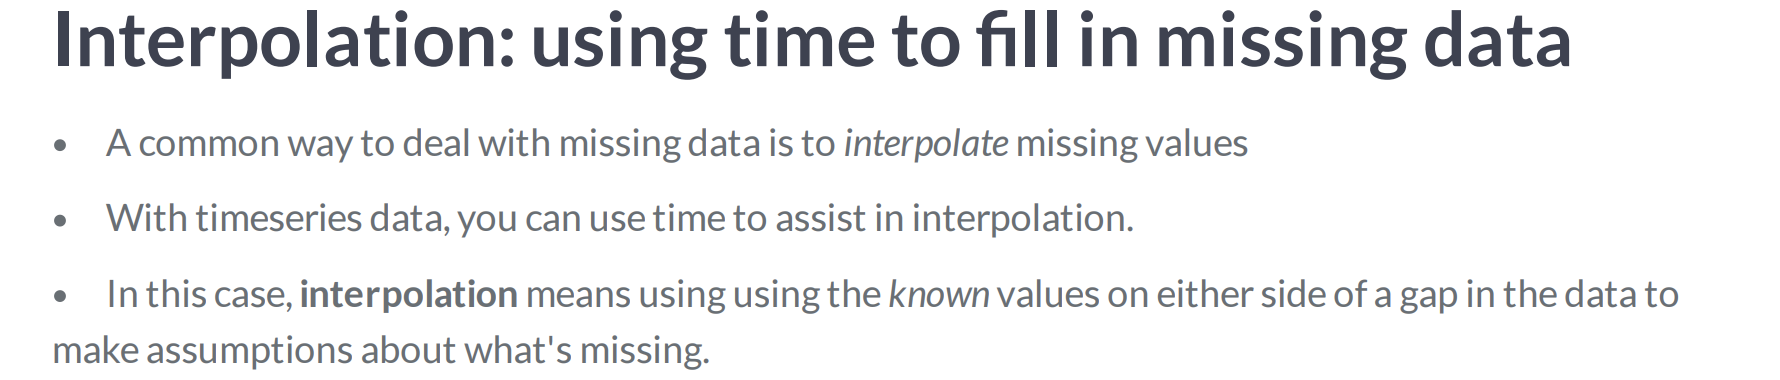 Interpolation: using time to fill in missing data
• A common way to deal with missing data is to interpolate missing values
• With timeseries data, you can use time to assist in interpolation.
• In this case, interpolation means using using the known values on either side of a gap in the data to
make assumptions about what's missing.